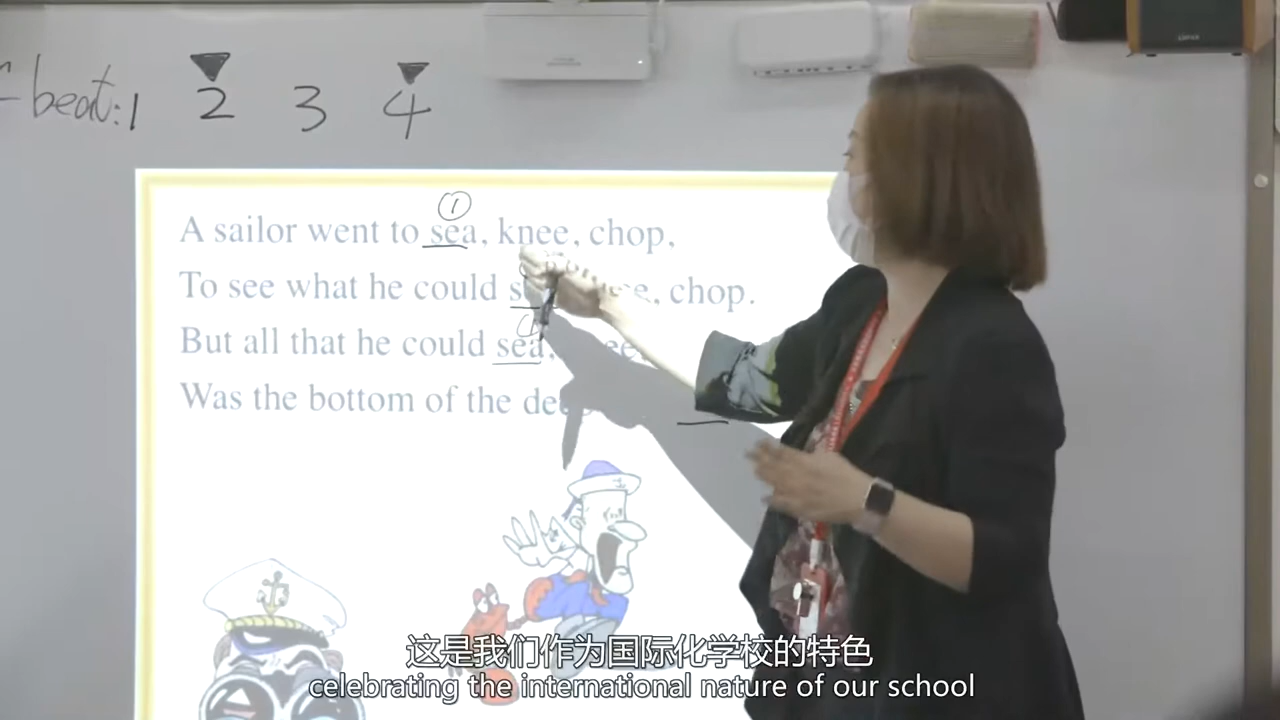 beat: 1 2 3 4
①
A sailor went to sea, knee, chop,
To see what he could chop.
But all that he could sea,
Was the bottom of the
这是我们作为国际化学校的特色
celebrating the international nature of our school